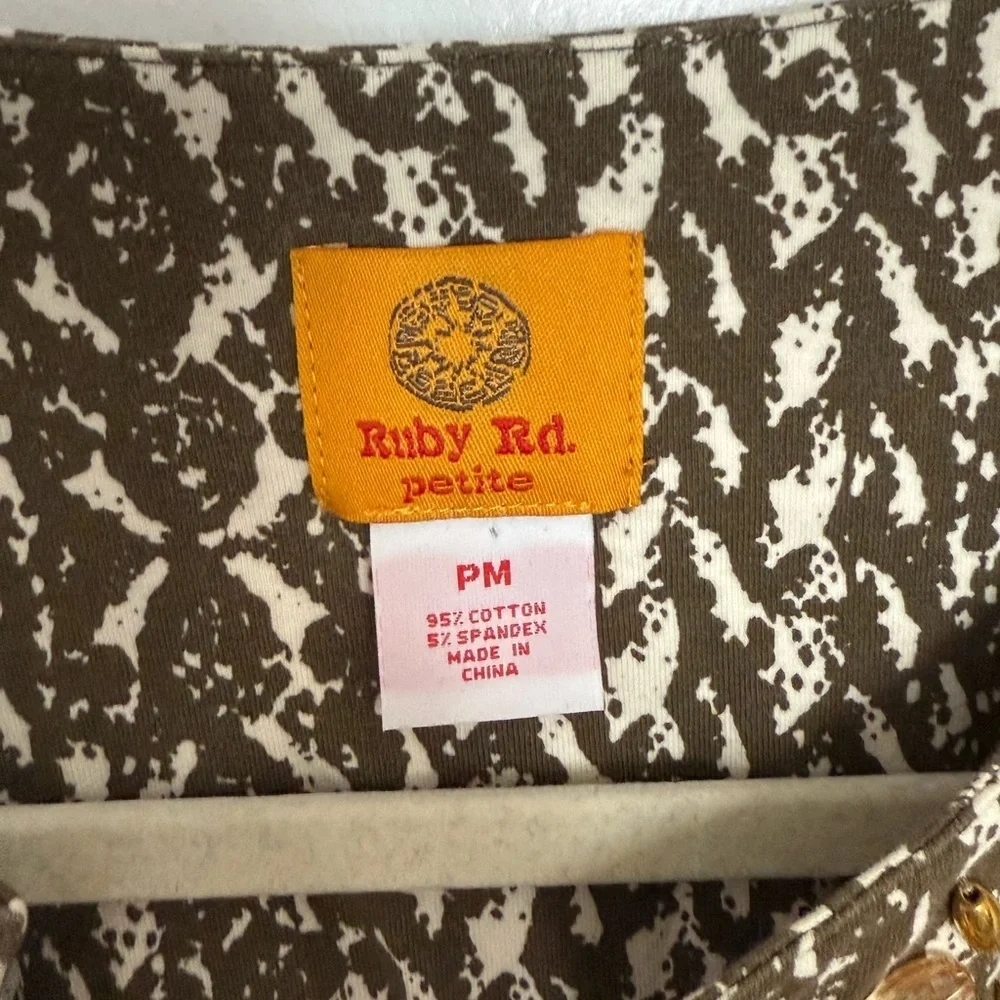 Ruby Rd.
petite
PM
95% COTTON
5% SPANDEX
MADE IN
CHINA